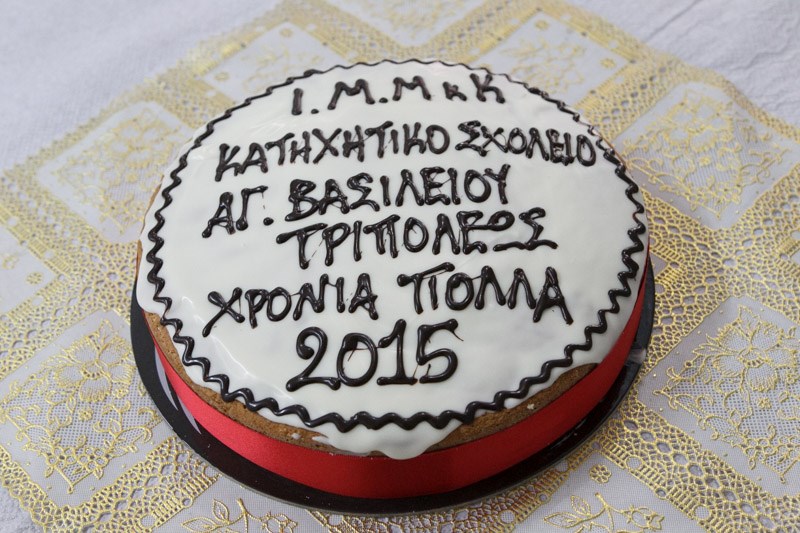 Ι.Μ.Μ & Κ
ΚΑΤΗΧΗΤΙΚΟ ΣΧΟΛΕΙΟ
ΑΓ. ΒΑΣΙΛΕΙΟΥ
ΤΡΙΠΟΛΕΩΣ
ΧΡΟΝΙΑ ΠΟΛΛΑ
2015